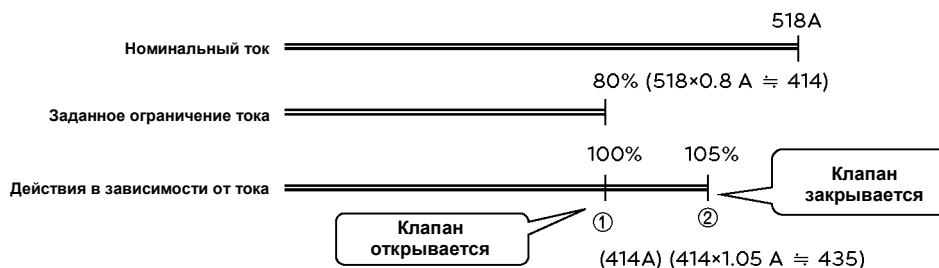 518A
Номинальный ток
80% (518×0.8 A ≒ 414)
Заданное ограничение тока
100% 105%
Действия в зависимости от тока
Клапан
закрывается
Клапан
открывается
① ②
(414A) (414×1.05 A ≒ 435)